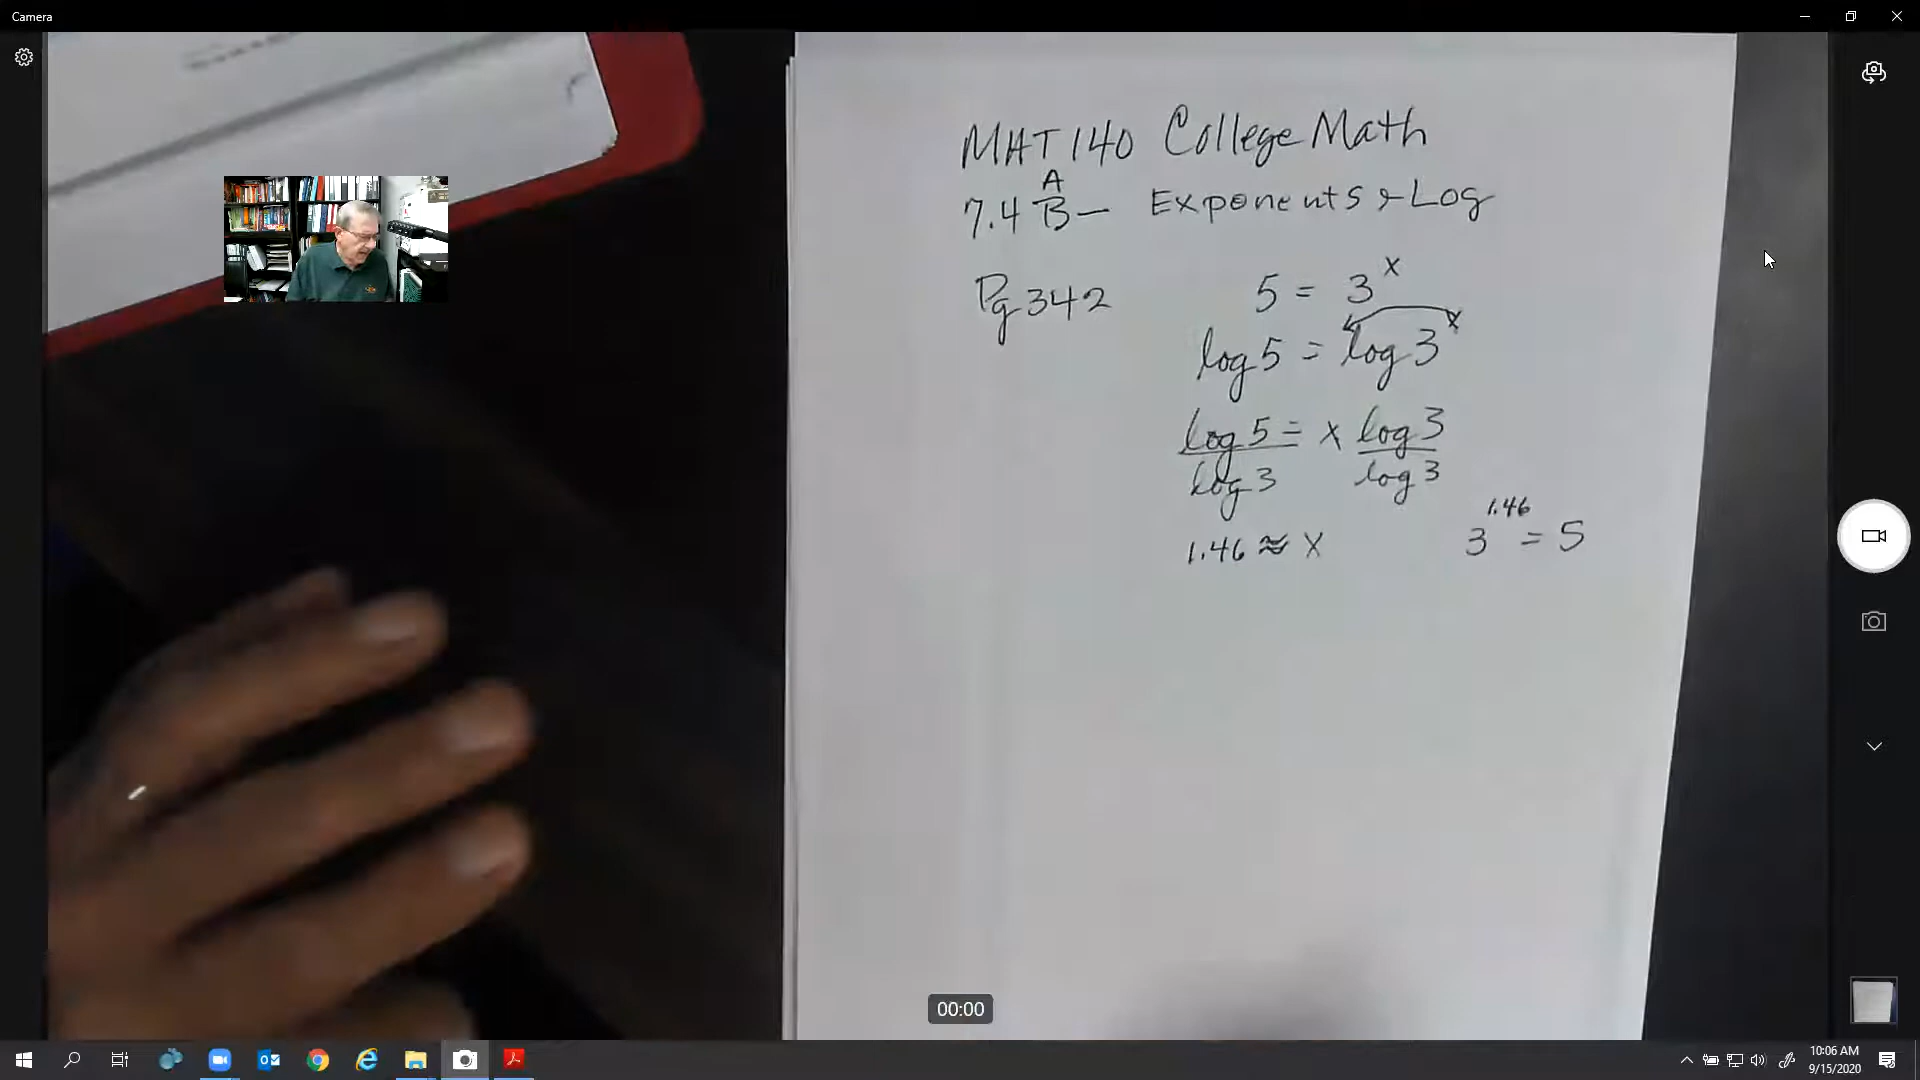 Camera
MAT 140 College Math
A
7.4 B — Exponents & Log
Pg 342
5 = 3^x
log 5 = log 3^x
log 5 = x log 3
log 3 log 3
1.46 ≈ x
3^1.46 = 5
00:00
10:06 AM
9/15/2020